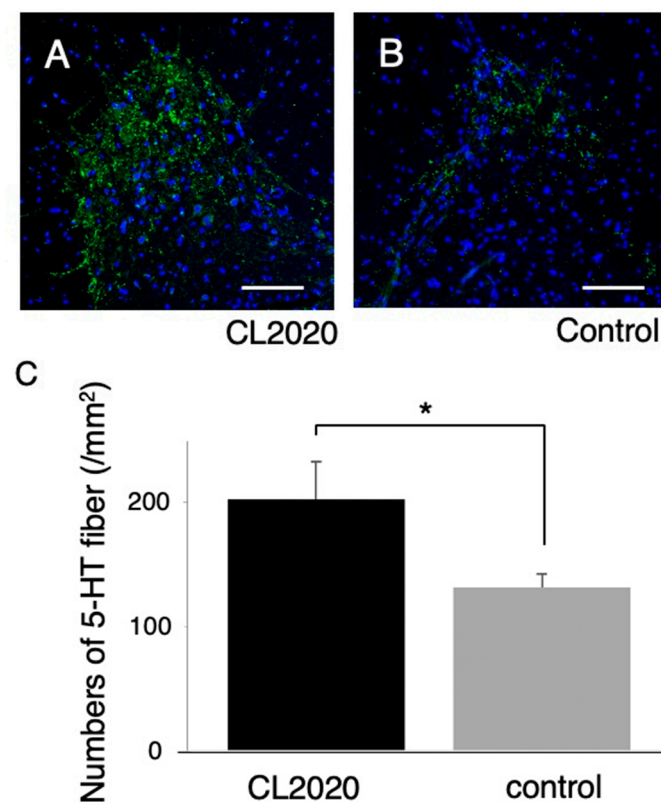 A
B
CL2020
Control
C
Numbers of 5-HT fiber (/mm²)
*
200
100
0
CL2020
control